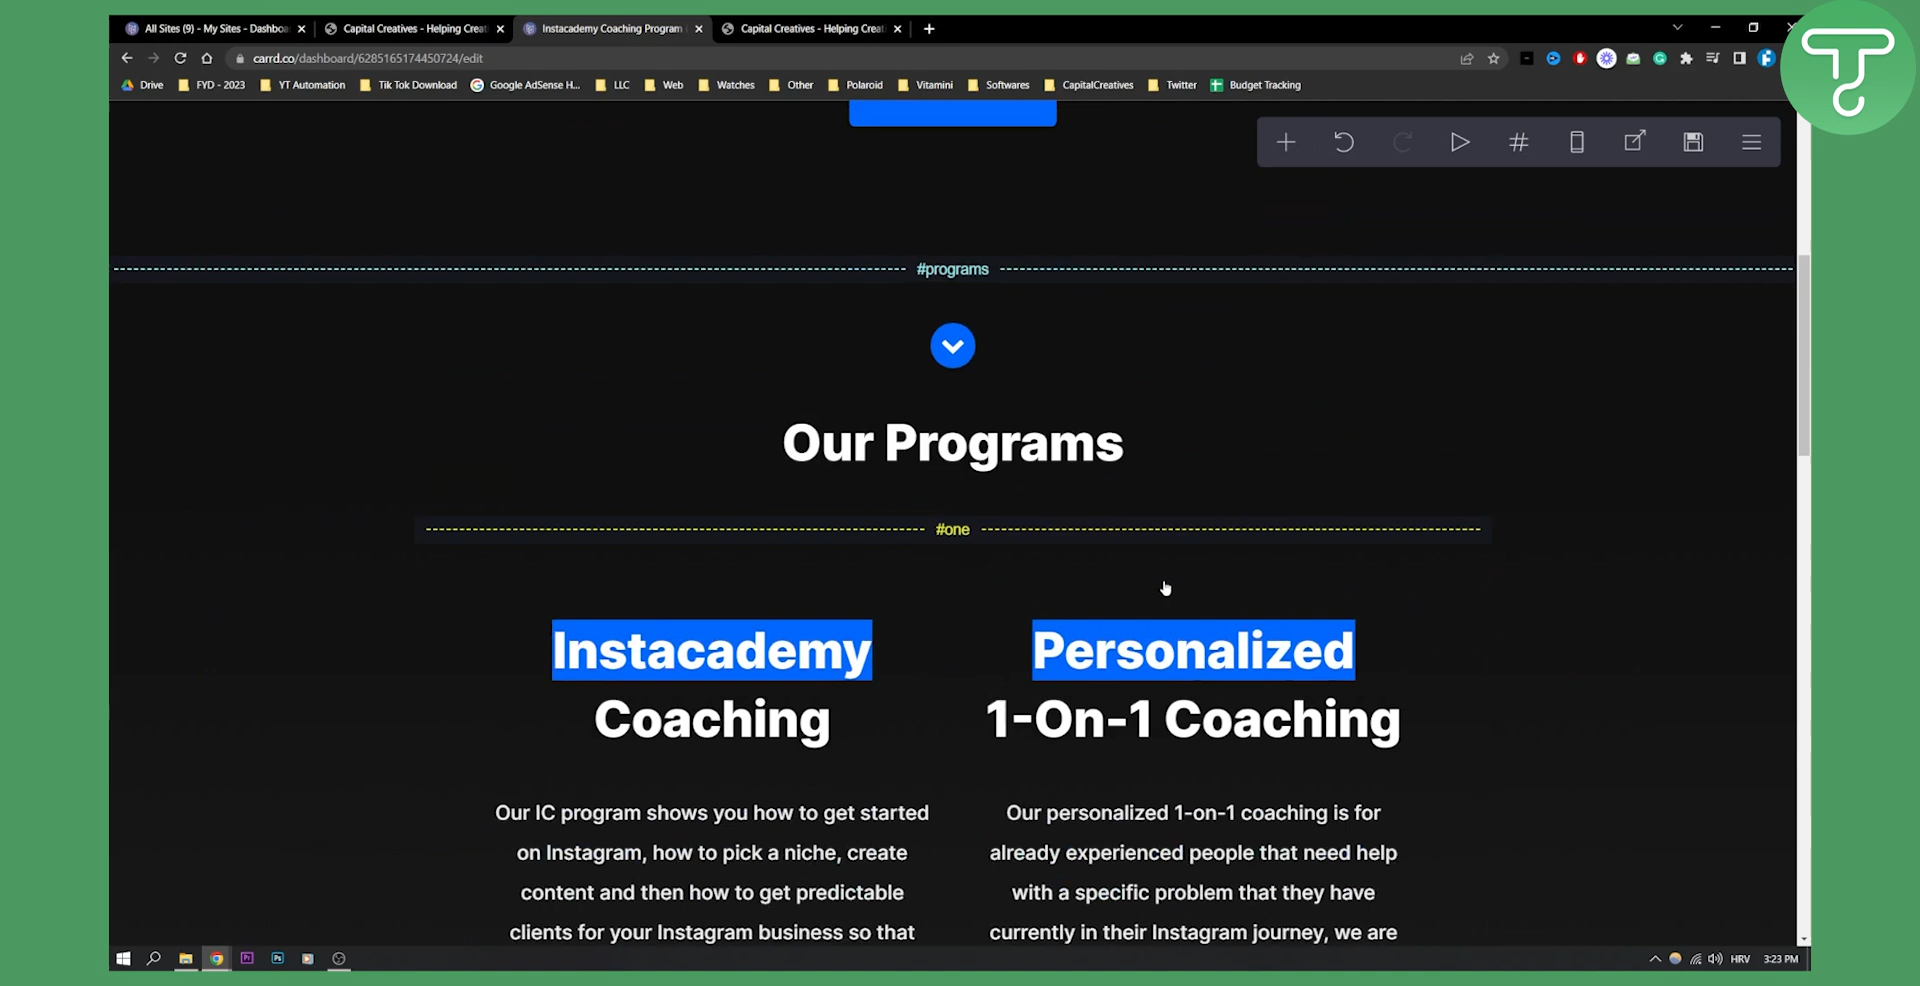 All Sites (9) - My Sites - Dashboa
Capital Creatives - Helping Creat
Instacademy Coaching Program
Capital Creatives - Helping Creat
carrd.co/dashboard/6285165174450724/edit
Drive
FYD - 2023
YT Automation
Tik Tok Download
Google AdSense H...
LLC
Web
Watches
Other
Polaroid
Vitamini
Softwares
CapitalCreatives
Twitter
Budget Tracking
#programs
Our Programs
#one
Instacademy
Coaching
Our IC program shows you how to get started
on Instagram, how to pick a niche, create
content and then how to get predictable
clients for your Instagram business so that
Personalized
1-On-1 Coaching
Our personalized 1-on-1 coaching is for
already experienced people that need help
with a specific problem that they have
currently in their Instagram journey, we are
Pr
Ps
HRV
3:23 PM